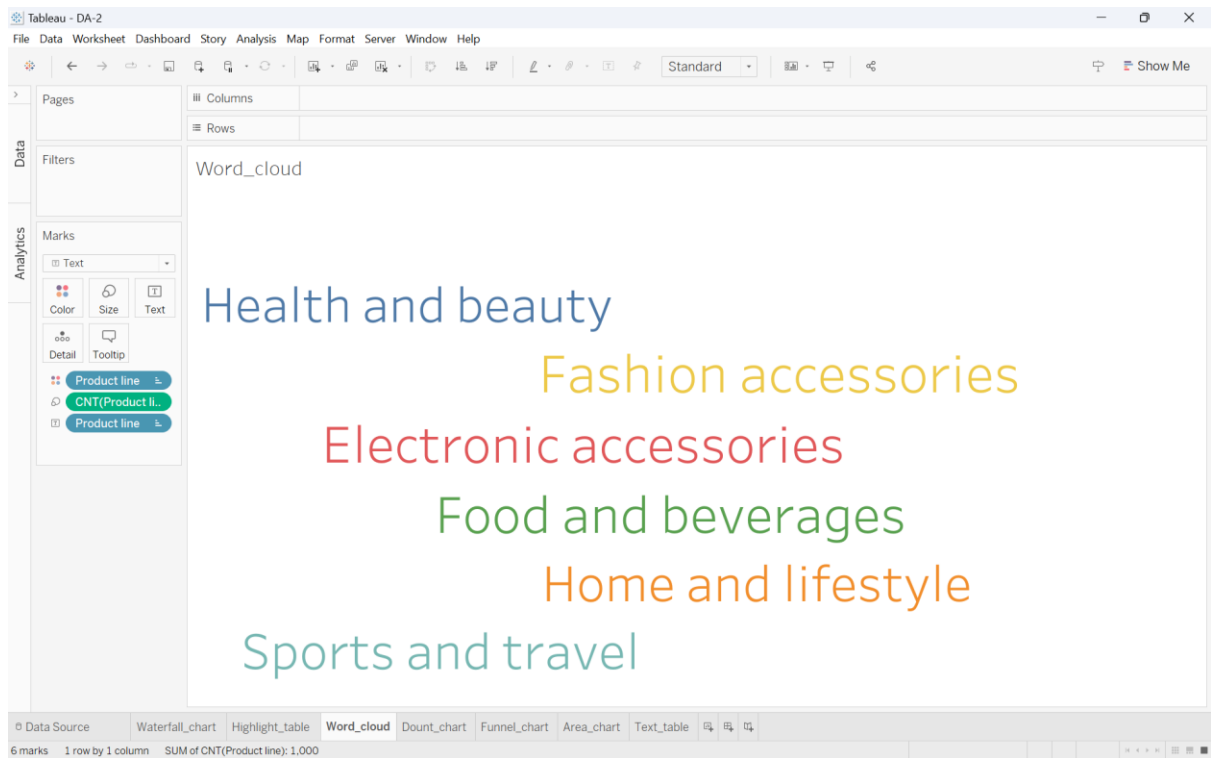 Tableau - DA-2
File Data Worksheet Dashboard Story Analysis Map Format Server Window Help
Standard
Show Me
Pages
Columns
Rows
Data
Filters
Word_cloud
Analytics
Marks
Text
Color Size Text
Detail Tooltip
Product line
CNT(Product li..
Product line
Health and beauty
Fashion accessories
Electronic accessories
Food and beverages
Home and lifestyle
Sports and travel
Data Source Waterfall_chart Highlight_table Word_cloud Dount_chart Funnel_chart Area_chart Text_table
6 marks 1 row by 1 column SUM of CNT(Product line): 1,000